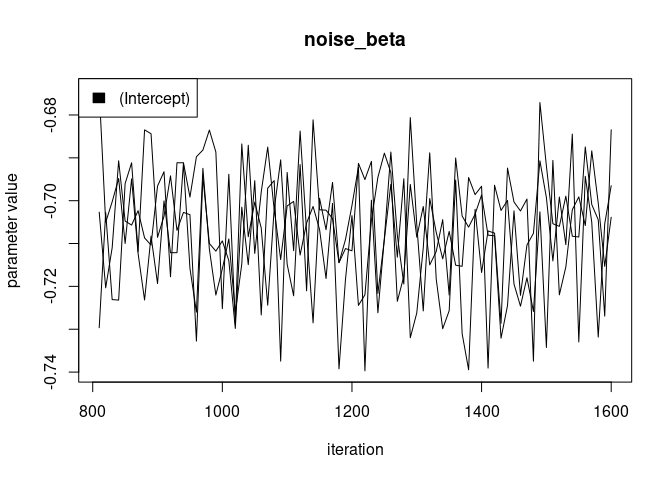 noise_beta
(Intercept)
-0.68
-0.70
-0.72
-0.74
parameter value
800 1000 1200 1400 1600
iteration